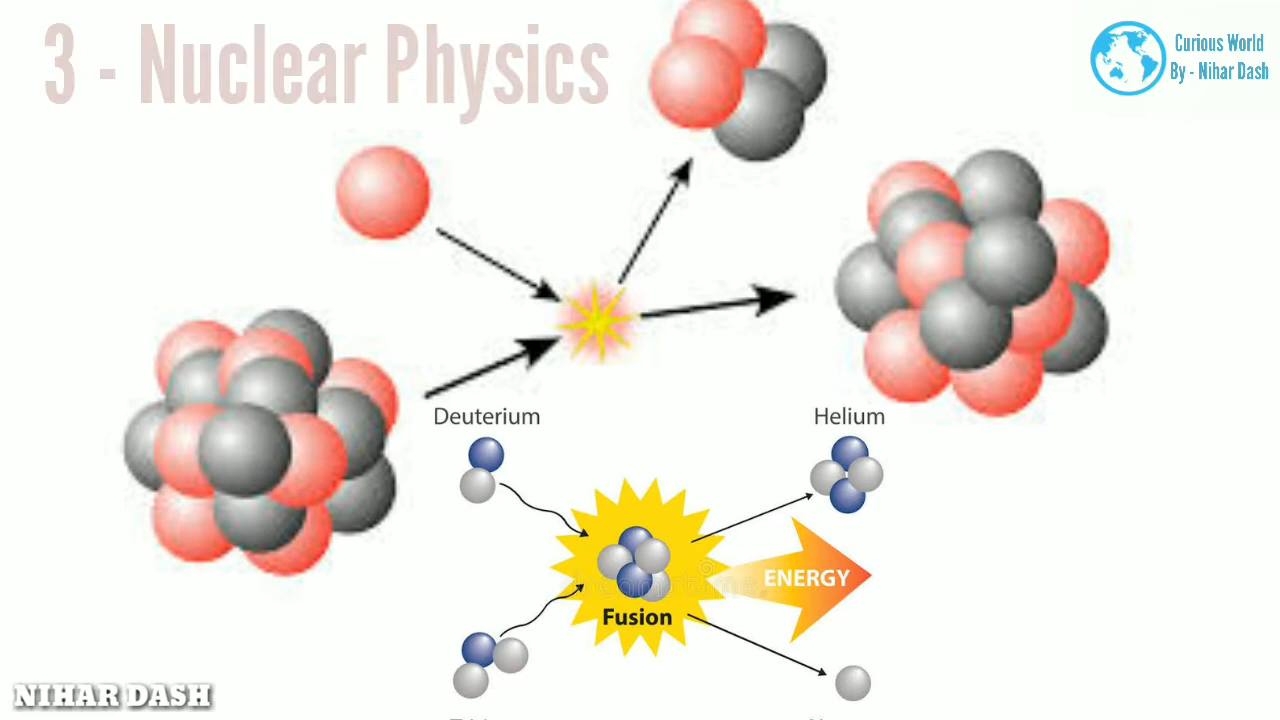 3 - Nuclear Physics
Curious World
By - Nihar Dash
Deuterium
Helium
ENERGY
Fusion
NIHAR DASH